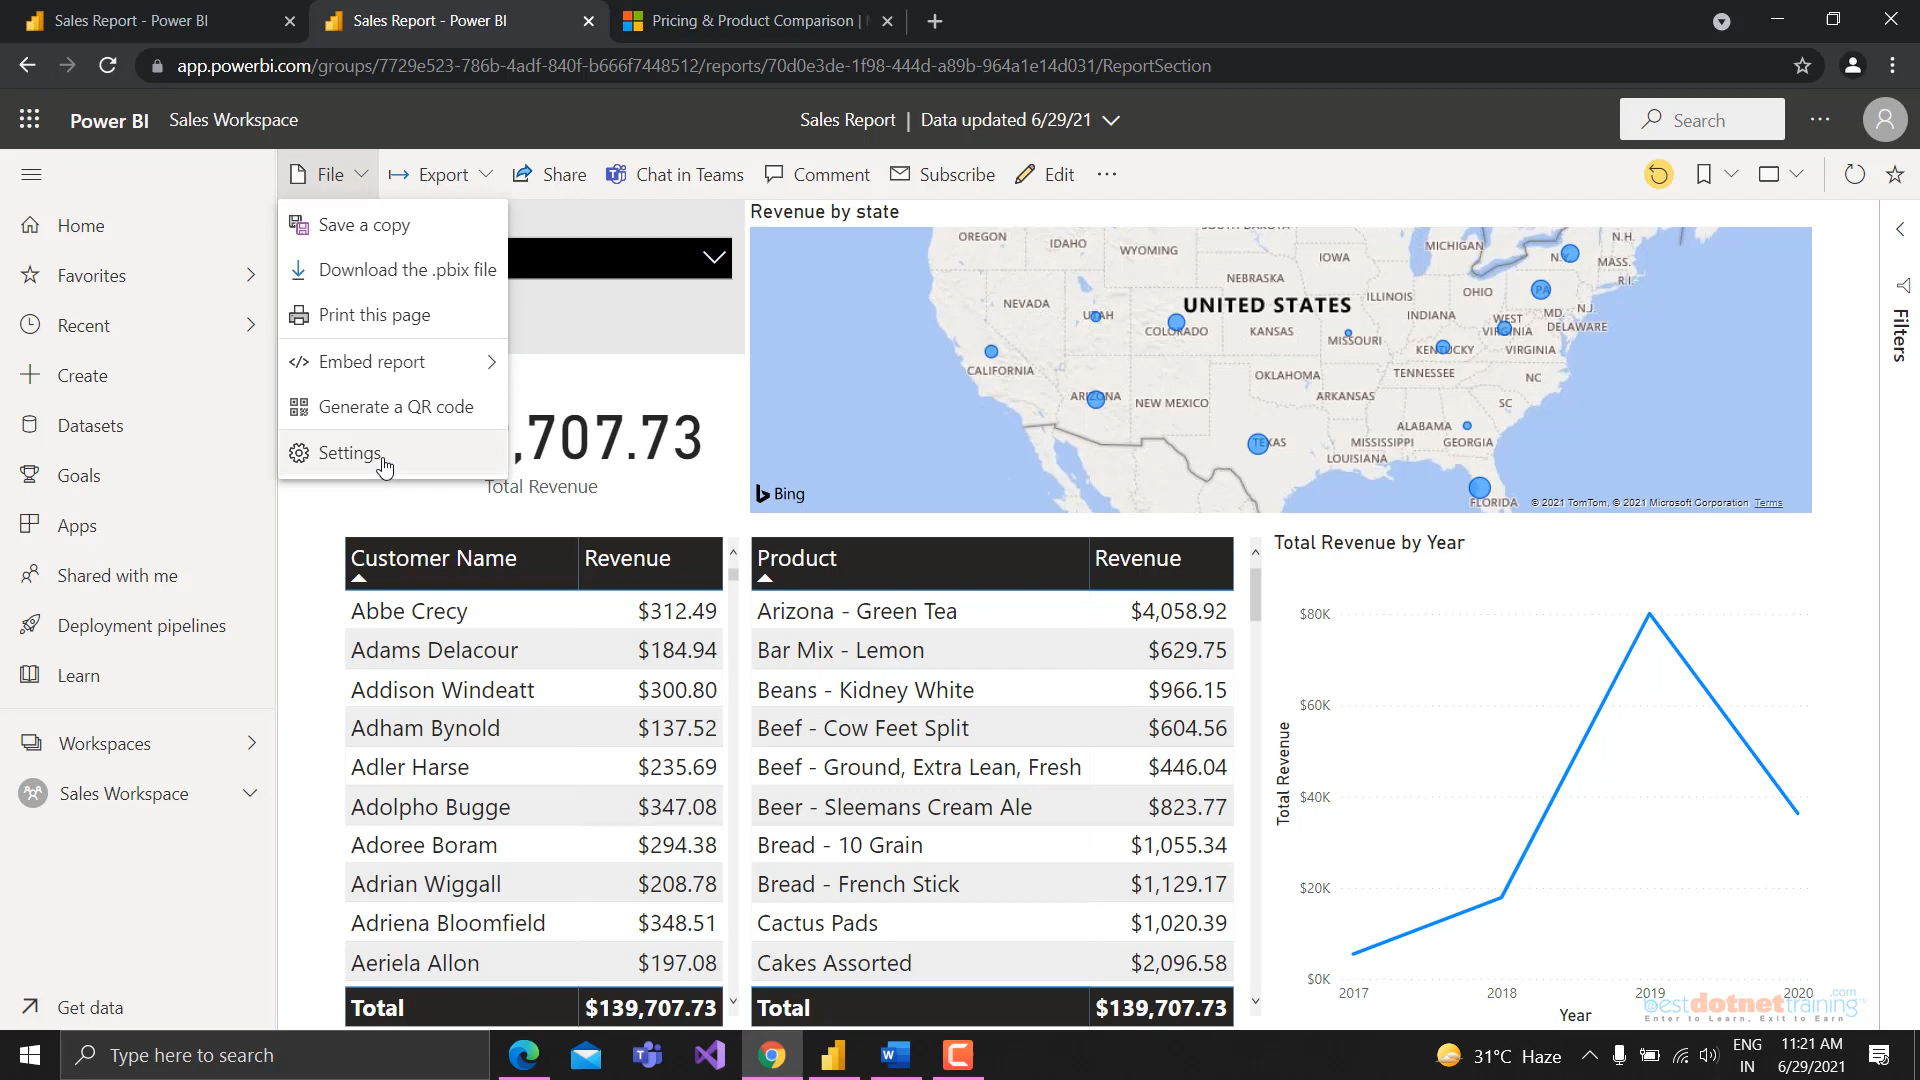 Sales Report - Power BI
Sales Report - Power BI
Pricing & Product Comparison |
app.powerbi.com/groups/7729e523-786b-4adf-840f-b666f7448512/reports/70d0e3de-1f98-444d-a89b-964a1e14d031/ReportSection
Power BI Sales Workspace
Sales Report | Data updated 6/29/21
Search
File
Export
Share
Chat in Teams
Comment
Subscribe
Edit
Home
Favorites
Recent
Create
Datasets
Goals
Apps
Shared with me
Deployment pipelines
Learn
Workspaces
Sales Workspace
Get data
Save a copy
Download the .pbix file
Print this page
Embed report
Generate a QR code
Settings
,707.73
Total Revenue
Revenue by state
OREGON
IDAHO
WYOMING
MICHIGAN
N.H.
IOWA
N.Y.
MASS.
R.I.
NEBRASKA
NEVADA
UTAH
UNITED STATES
ILLINOIS
OHIO
PA
COLORADO
KANSAS
MISSOURI
INDIANA
WEST VIRGINIA
MD.
N.J.
DELAWARE
CALIFORNIA
KENTUCKY
VIRGINIA
OKLAHOMA
TENNESSEE
NC
ARIZONA
NEW MEXICO
ARKANSAS
SC
ALABAMA
TEXAS
MISSISSIPPI
GEORGIA
LOUISIANA
FLORIDA
Bing
© 2021 TomTom, © 2021 Microsoft Corporation Terms
Filters
Customer Name Revenue
Abbe Crecy $312.49
Adams Delacour $184.94
Addison Windeatt $300.80
Adham Bynold $137.52
Adler Harse $235.69
Adolpho Bugge $347.08
Adoree Boram $294.38
Adrian Wiggall $208.78
Adriena Bloomfield $348.51
Aeriela Allon $197.08
Total $139,707.73
Product Revenue
Arizona - Green Tea $4,058.92
Bar Mix - Lemon $629.75
Beans - Kidney White $966.15
Beef - Cow Feet Split $604.56
Beef - Ground, Extra Lean, Fresh $446.04
Beer - Sleemans Cream Ale $823.77
Bread - 10 Grain $1,055.34
Bread - French Stick $1,129.17
Cactus Pads $1,020.39
Cakes Assorted $2,096.58
Total $139,707.73
Total Revenue by Year
Total Revenue
$80K
$60K
$40K
$20K
$0K
2017 2018 2019 2020
Year
bestdotnettraining.com
Enter to Learn, Exit to Earn
Type here to search
31°C Haze
ENG
IN
11:21 AM
6/29/2021